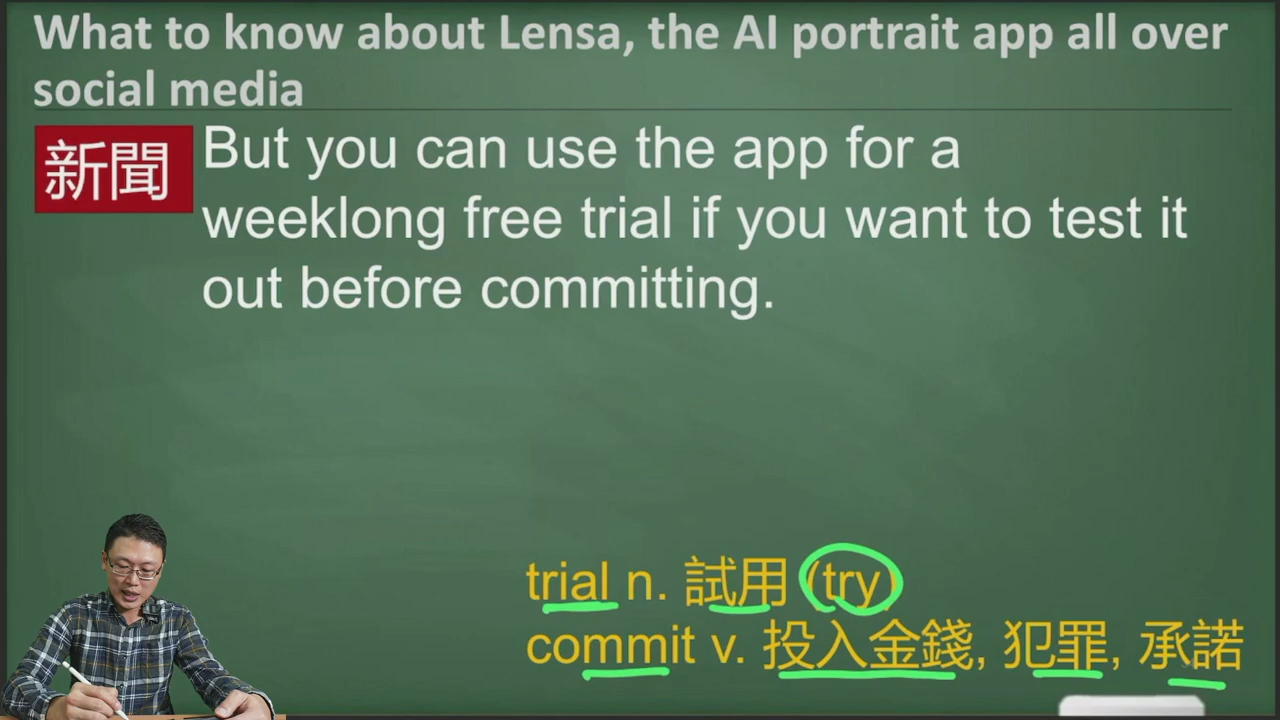 What to know about Lensa, the AI portrait app all over
social media
新聞
But you can use the app for a
weeklong free trial if you want to test it
out before committing.
trial n. 試用 (try)
commit v. 投入金錢, 犯罪, 承諾